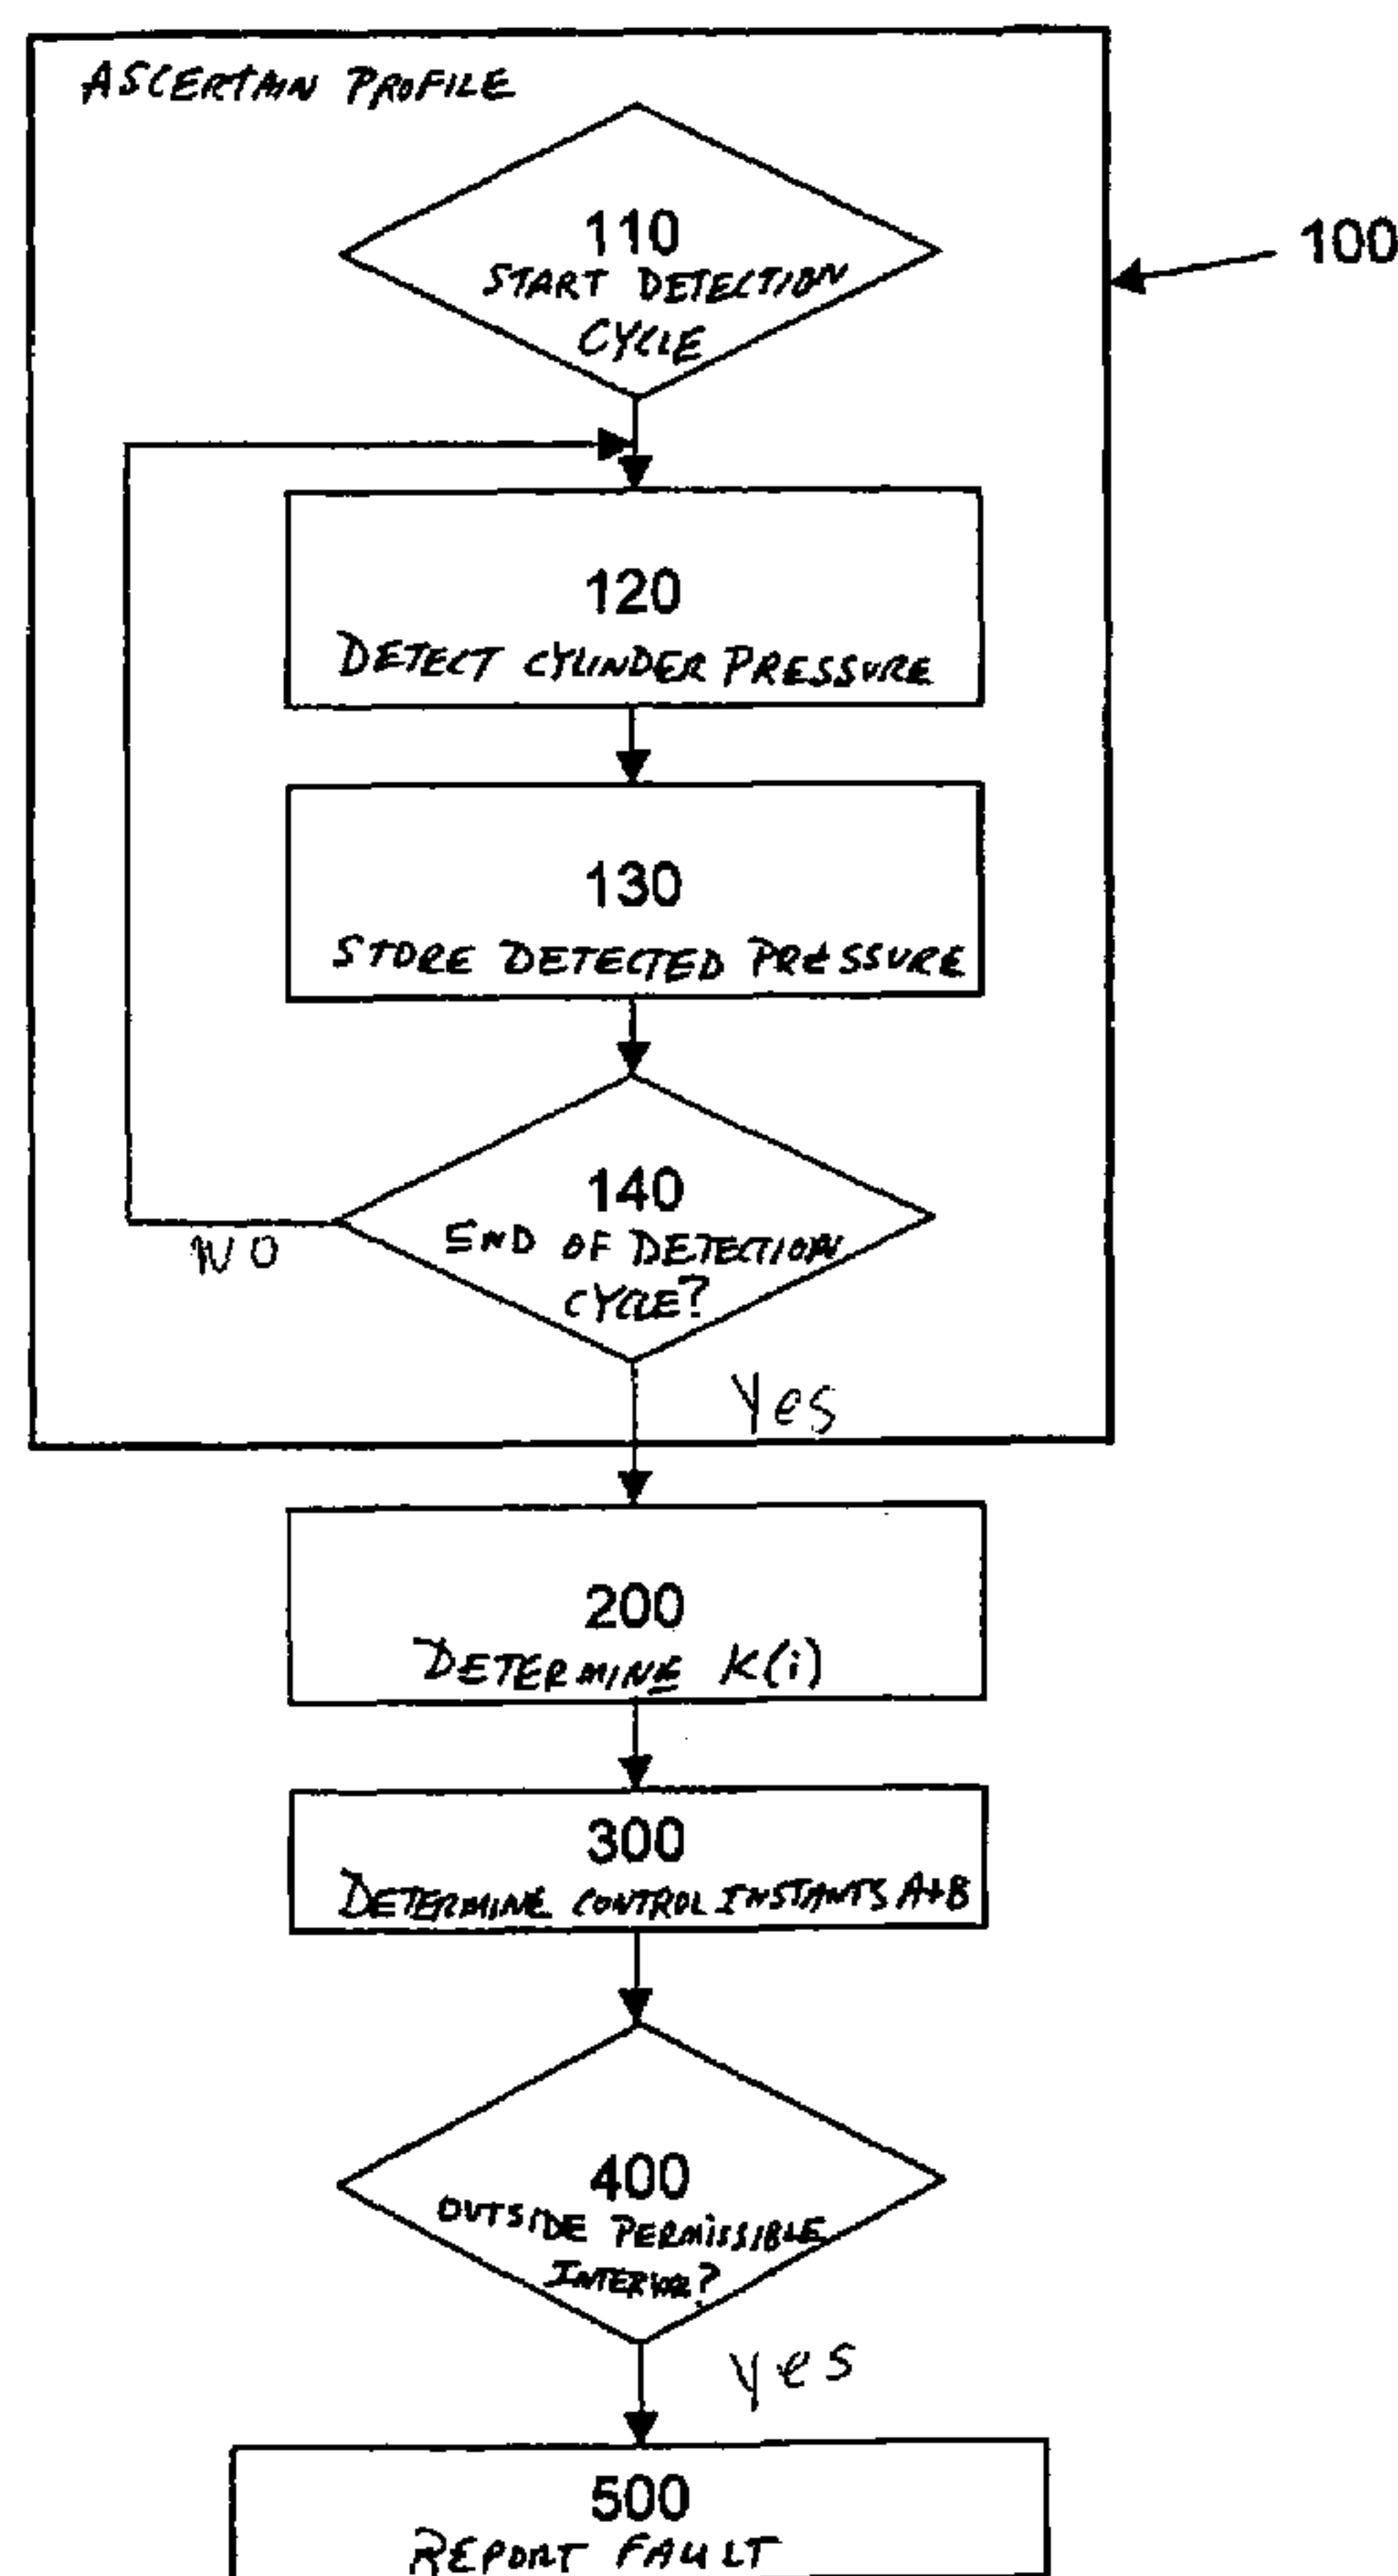 ASCERTAIN PROFILE
110
START DETECTION
CYCLE
100
120
DETECT CYLINDER PRESSURE
130
STORE DETECTED PRESSURE
140
END OF DETECTION
CYCLE?
NO
Yes
200
DETERMINE K(i)
300
DETERMINE CONTROL INSTANTS A+B
400
OUTSIDE PERMISSIBLE
INTERVAL?
yes
500
REPORT FAULT